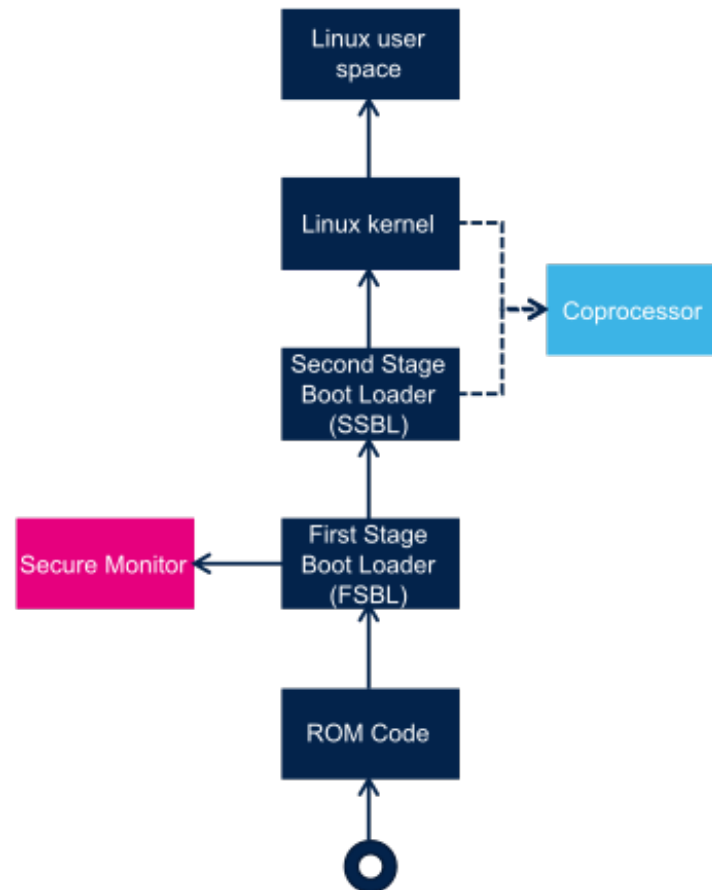 Linux user
space
Linux kernel
Coprocessor
Second Stage
Boot Loader
(SSBL)
Secure Monitor
First Stage
Boot Loader
(FSBL)
ROM Code